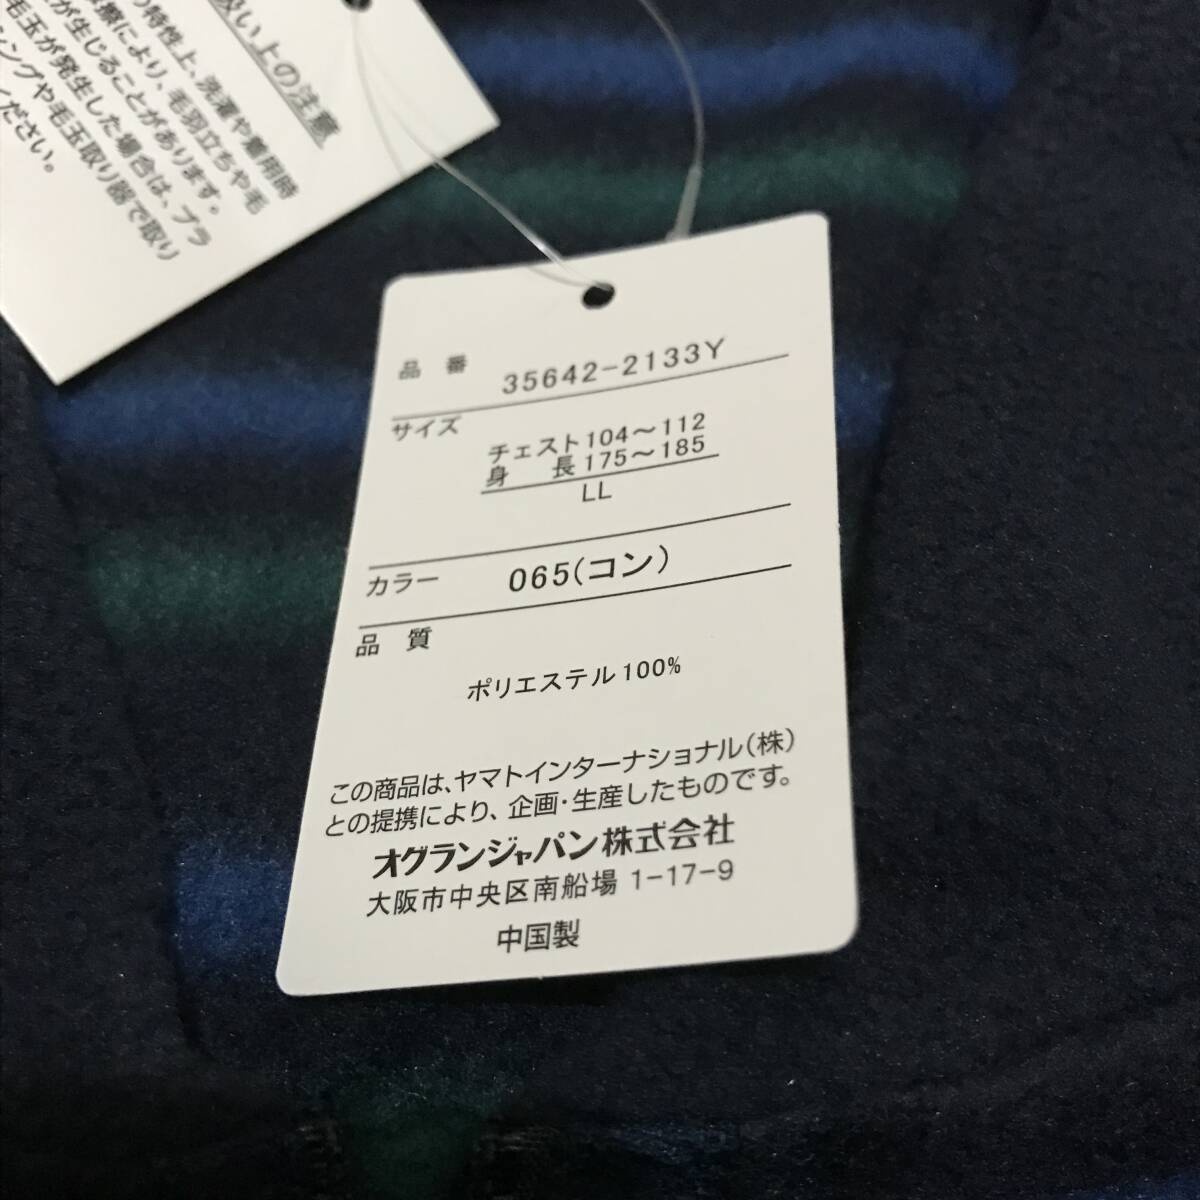 扱い上の注意
の特性上、洗濯や着用時
摩擦により、毛羽立ちや毛
が生じることがあります。
毛玉が発生した場合は、ブラ
シングや毛玉取り器で取り
ください。
品番 35642-2133Y
サイズ チェスト104～112
身長175～185
LL
カラー 065(コン)
品質
ポリエステル100%
この商品は、ヤマトインターナショナル(株)
との提携により、企画・生産したものです。
オグランジャパン株式会社
大阪市中央区南船場 1-17-9
中国製